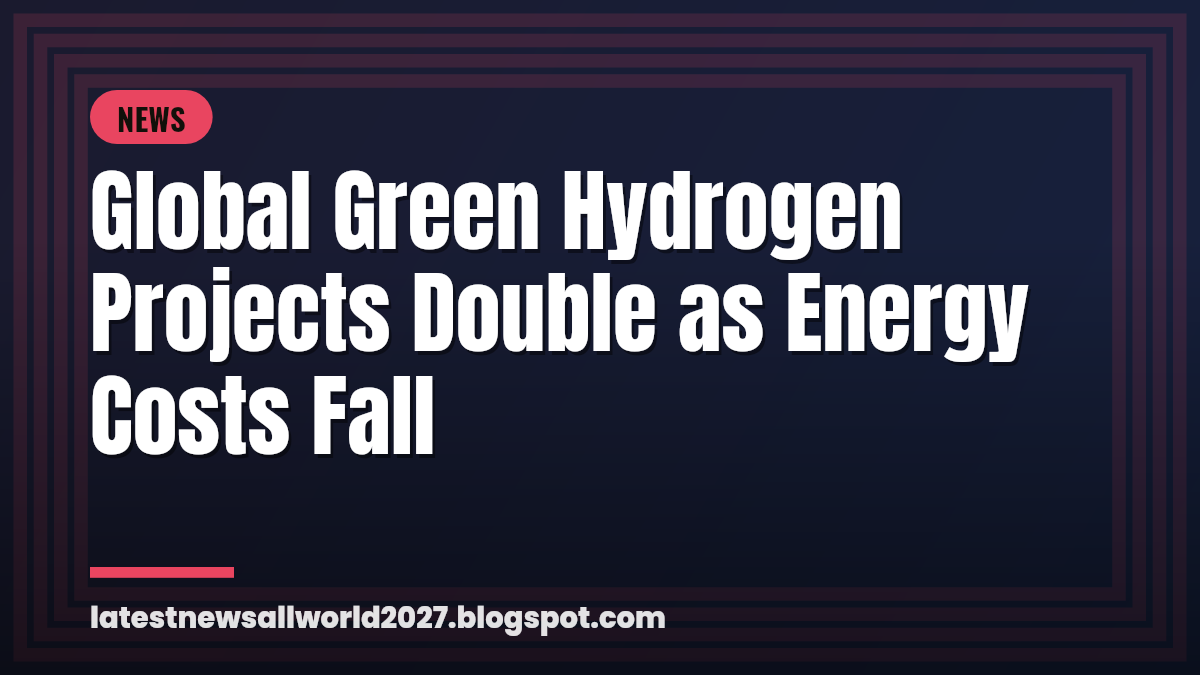 NEWS
Global Green Hydrogen
Projects Double as Energy
Costs Fall
latestnewsallworld2027.blogspot.com